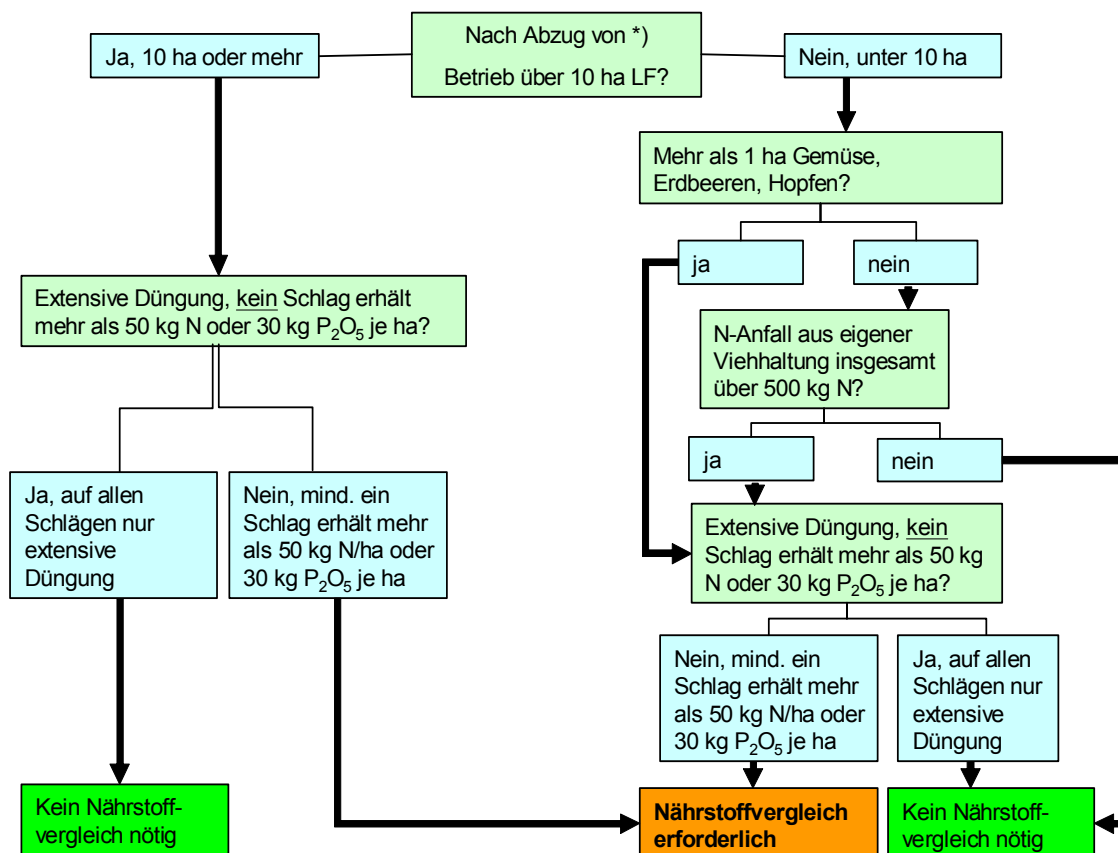 Nach Abzug von *)
Betrieb über 10 ha LF?
Ja, 10 ha oder mehr
Nein, unter 10 ha
Mehr als 1 ha Gemüse,
Erdbeeren, Hopfen?
ja
nein
Extensive Düngung, kein Schlag erhält
mehr als 50 kg N oder 30 kg P₂O₅ je ha?
N-Anfall aus eigener
Viehhaltung insgesamt
über 500 kg N?
ja
nein
Ja, auf allen
Schlägen nur
extensive
Düngung
Nein, mind. ein
Schlag erhält mehr
als 50 kg N/ha oder
30 kg P₂O₅ je ha
Extensive Düngung, kein
Schlag erhält mehr als 50 kg
N oder 30 kg P₂O₅ je ha?
Nein, mind. ein
Schlag erhält mehr
als 50 kg N/ha oder
30 kg P₂O₅ je ha
Ja, auf allen
Schlägen nur
extensive
Düngung
Kein Nährstoff-
vergleich nötig
Nährstoffvergleich
erforderlich
Kein Nährstoff-
vergleich nötig